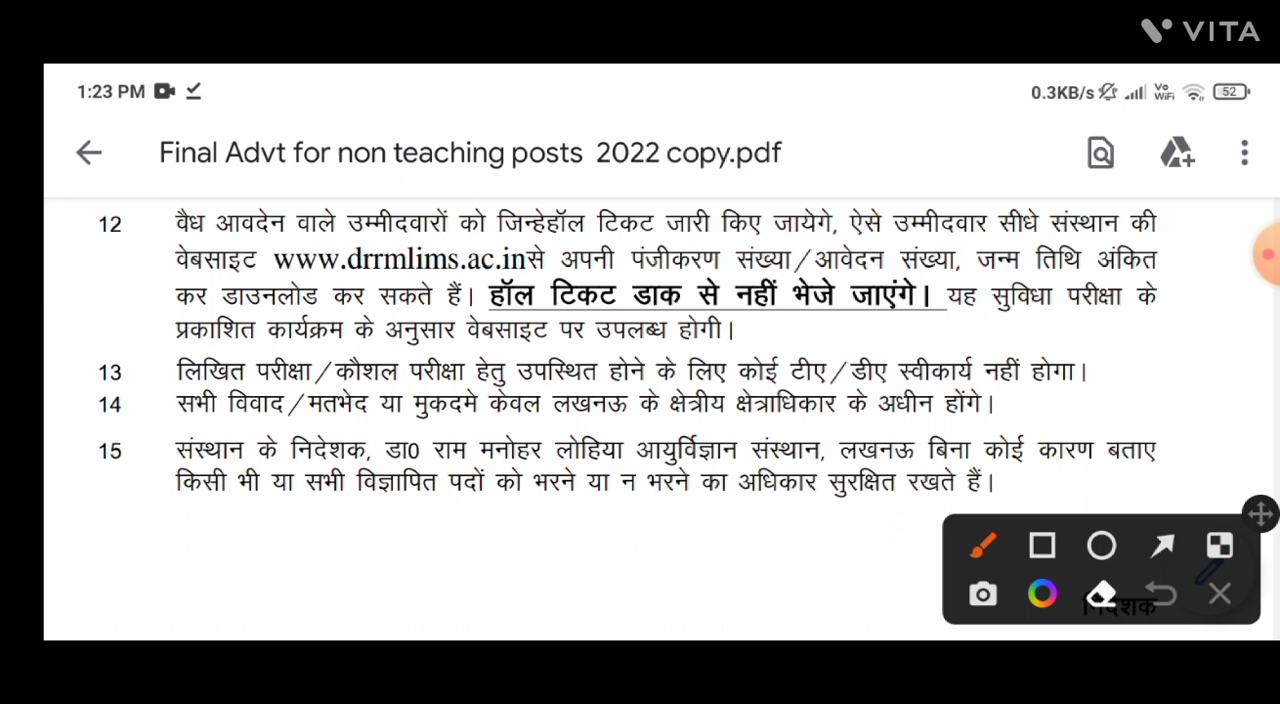 VITA
1:23 PM
0.3KB/s Vo WiFi 52
Final Advt for non teaching posts 2022 copy.pdf
12 वैध आवदेन वाले उम्मीदवारों को जिन्हेहॉल टिकट जारी किए जायेगे, ऐसे उम्मीदवार सीधे संस्थान की
वेबसाइट www.drrmlims.ac.inसे अपनी पंजीकरण संख्या/आवेदन संख्या, जन्म तिथि अंकित
कर डाउनलोड कर सकते हैं। हॉल टिकट डाक से नहीं भेजे जाएंगे। यह सुविधा परीक्षा के
प्रकाशित कार्यक्रम के अनुसार वेबसाइट पर उपलब्ध होगी।
13 लिखित परीक्षा/कौशल परीक्षा हेतु उपस्थित होने के लिए कोई टीए/डीए स्वीकार्य नहीं होगा।
14 सभी विवाद/मतभेद या मुकदमे केवल लखनऊ के क्षेत्रीय क्षेत्राधिकार के अधीन होंगे।
15 संस्थान के निदेशक, डा0 राम मनोहर लोहिया आयुर्विज्ञान संस्थान, लखनऊ बिना कोई कारण बताए
किसी भी या सभी विज्ञापित पदों को भरने या न भरने का अधिकार सुरक्षित रखते हैं।
निदेशक